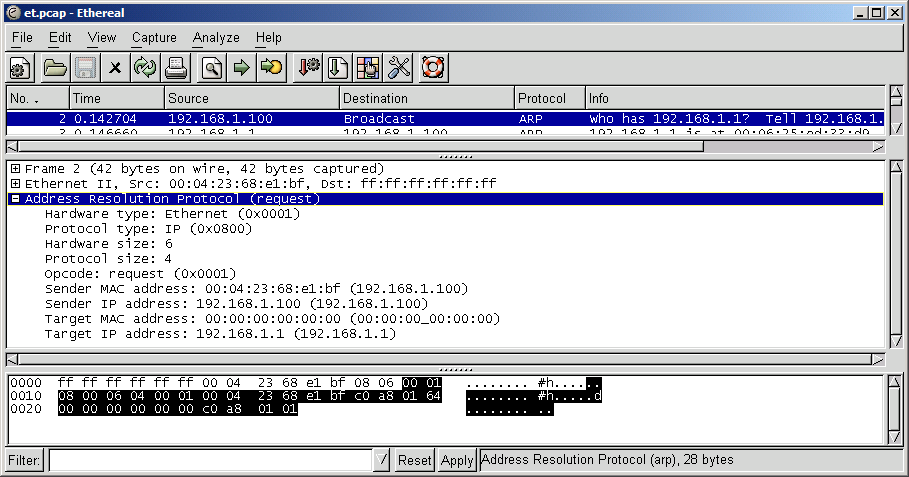 et.pcap - Ethereal
File Edit View Capture Analyze Help
No. . Time Source Destination Protocol Info
2 0.142704 192.168.1.100 Broadcast ARP Who has 192.168.1.1? Tell 192.168.1.
3 0.146660 192.168.1.1 192.168.1.100 ARP 192.168.1.1 is at 00:06:25:ed:33:d9
Frame 2 (42 bytes on wire, 42 bytes captured)
Ethernet II, Src: 00:04:23:68:e1:bf, Dst: ff:ff:ff:ff:ff:ff
Address Resolution Protocol (request)
Hardware type: Ethernet (0x0001)
Protocol type: IP (0x0800)
Hardware size: 6
Protocol size: 4
Opcode: request (0x0001)
Sender MAC address: 00:04:23:68:e1:bf (192.168.1.100)
Sender IP address: 192.168.1.100 (192.168.1.100)
Target MAC address: 00:00:00:00:00:00 (00:00:00_00:00:00)
Target IP address: 192.168.1.1 (192.168.1.1)
0000 ff ff ff ff ff ff 00 04 23 68 e1 bf 08 06 00 01 ........ #h......
0010 08 00 06 04 00 01 00 04 23 68 e1 bf c0 a8 01 64 ........ #h.....d
0020 00 00 00 00 00 00 c0 a8 01 01 ........ ..
Filter: Reset Apply Address Resolution Protocol (arp), 28 bytes